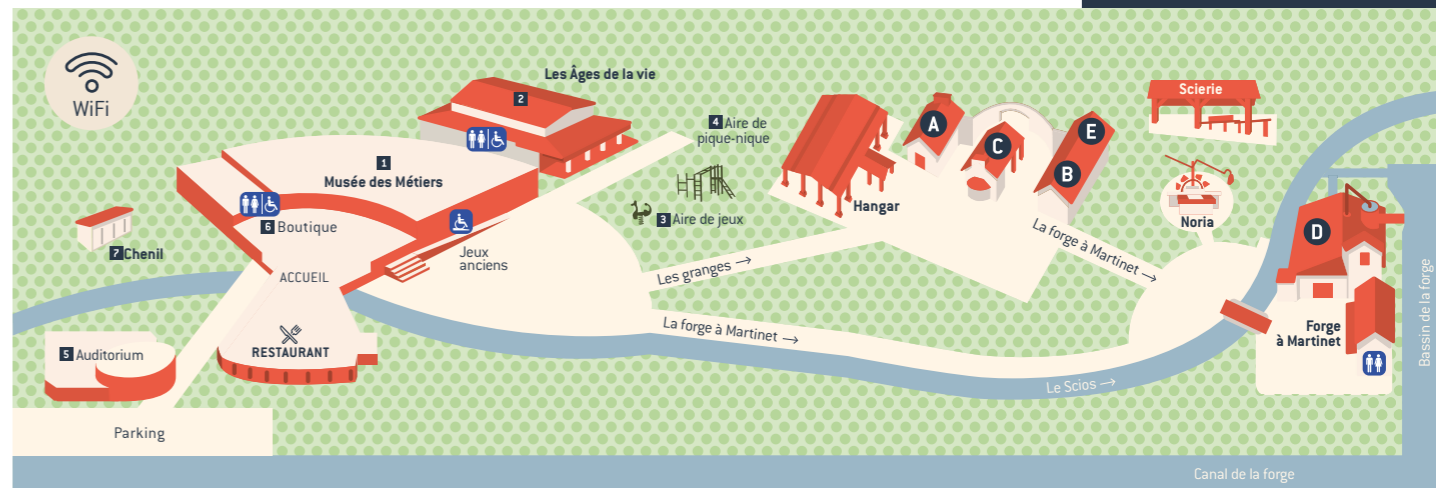 WiFi
Les Âges de la vie
2
1
Musée des Métiers
6 Boutique
7 Chenil
ACCUEIL
Jeux
anciens
RESTAURANT
5 Auditorium
Parking
4 Aire de
pique-nique
3 Aire de jeux
Hangar
A
C
E
B
Scierie
Noria
D
Forge
à Martinet
Les granges →
La forge à Martinet →
La forge à Martinet →
Le Scios →
Bassin de la forge
Canal de la forge